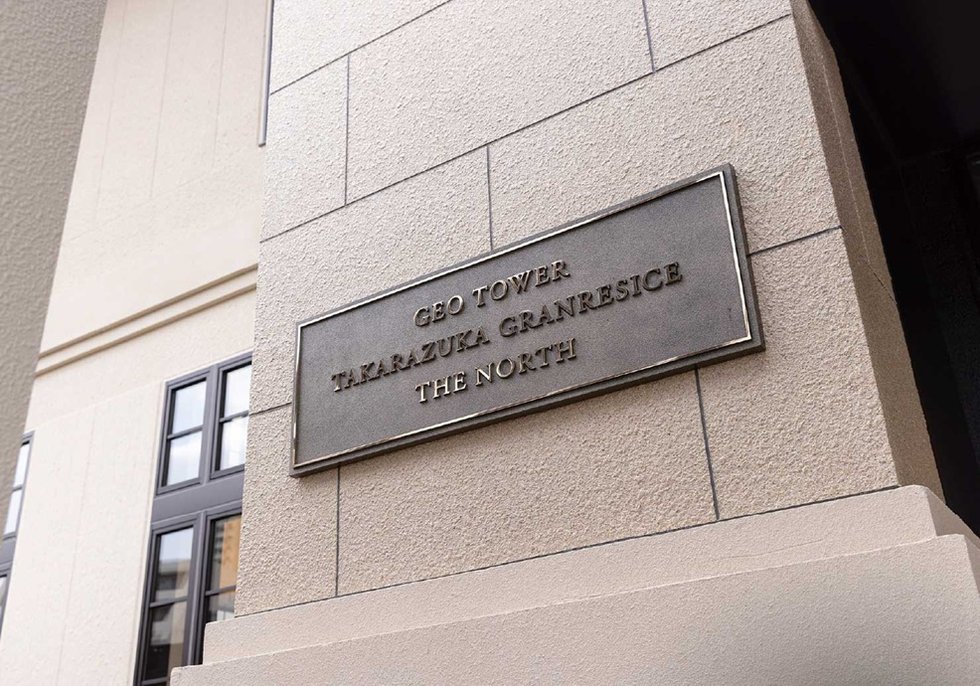 GEO TOWER
TAKARAZUKA GRANRESICE
THE NORTH